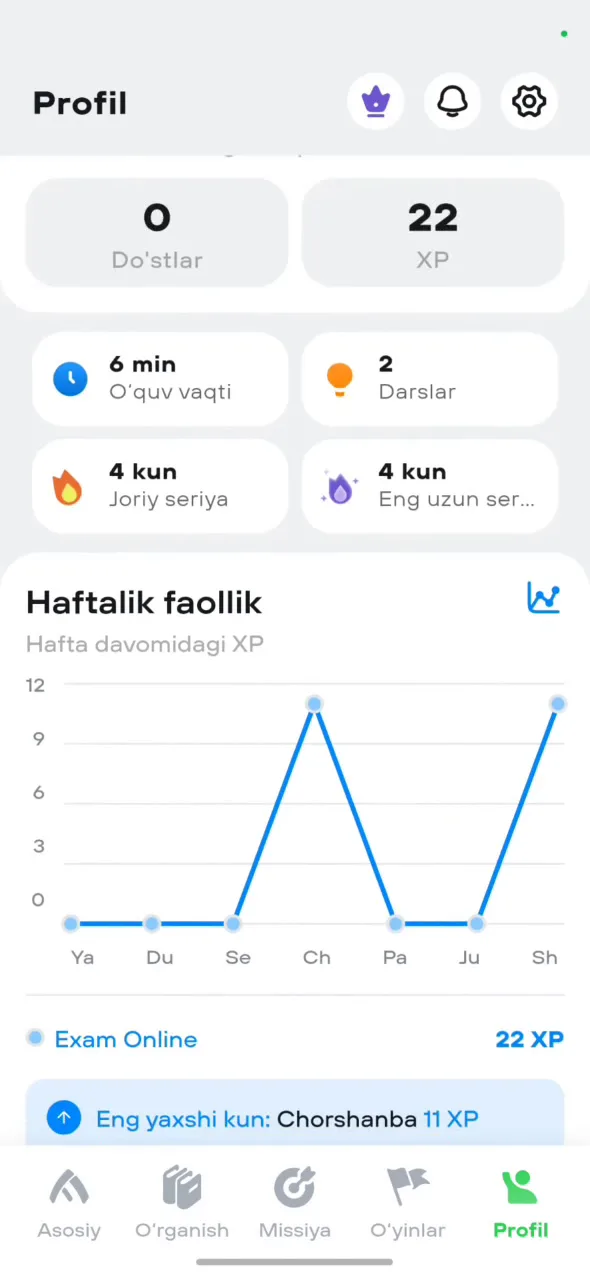 Profil
0
Do'stlar
22
XP
6 min
O'quv vaqti
2
Darslar
4 kun
Joriy seriya
4 kun
Eng uzun ser...
Haftalik faollik
Hafta davomidagi XP
12
9
6
3
0
Ya Du Se Ch Pa Ju Sh
Exam Online 22 XP
Eng yaxshi kun: Chorshanba 11 XP
Asosiy O'rganish Missiya O'yinlar Profil